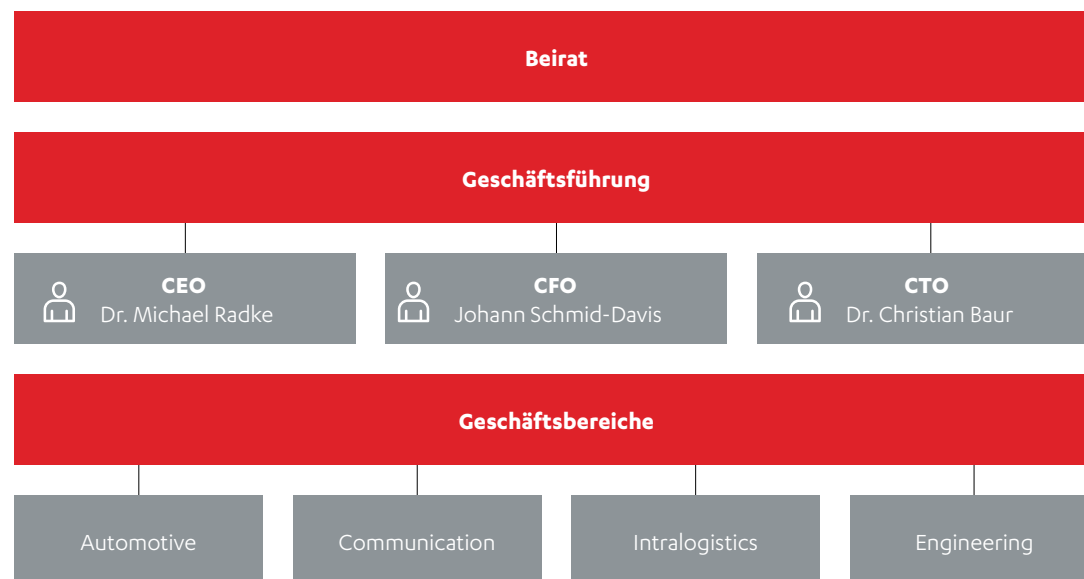 Beirat
Geschäftsführung
CEO
Dr. Michael Radke
CFO
Johann Schmid-Davis
CTO
Dr. Christian Baur
Geschäftsbereiche
Automotive
Communication
Intralogistics
Engineering